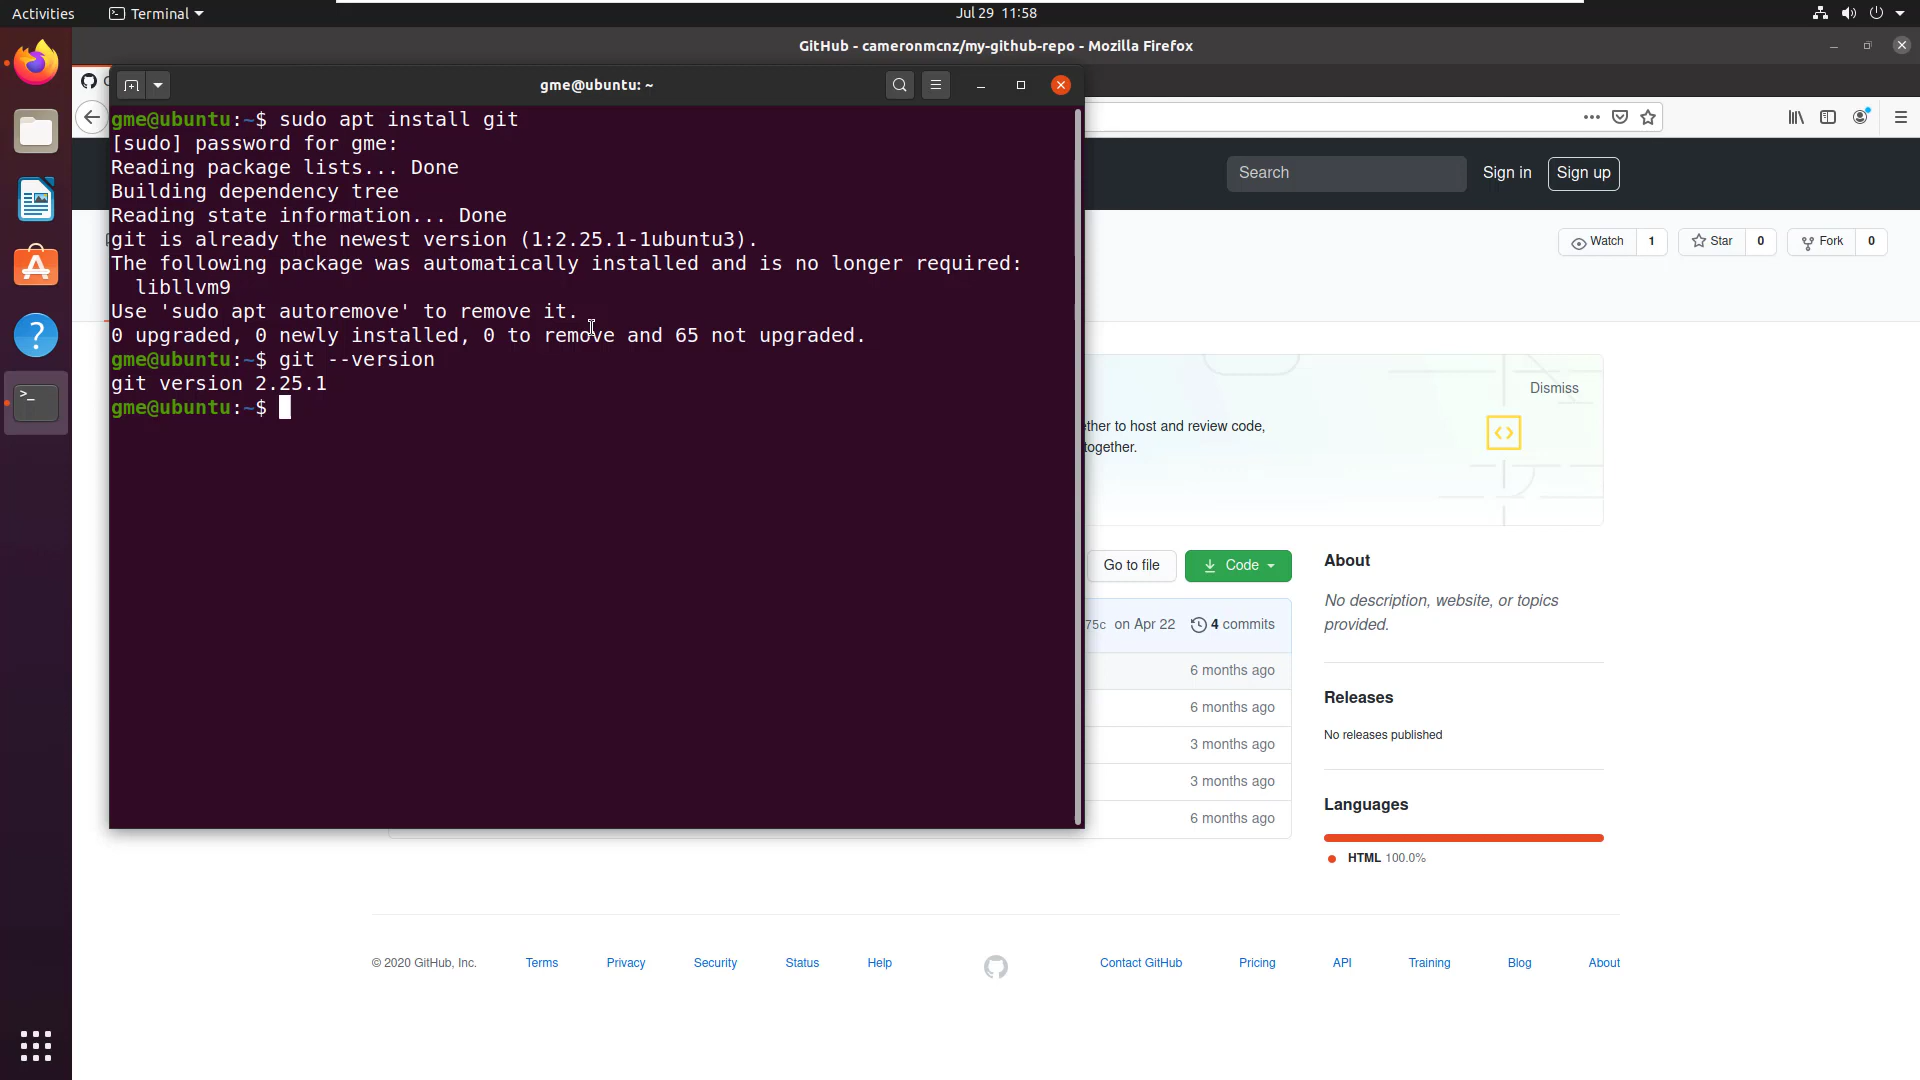 Activities
Terminal
Jul 29 11:58
GitHub - cameronmcnz/my-github-repo - Mozilla Firefox
gme@ubuntu: ~
gme@ubuntu:~$ sudo apt install git
[sudo] password for gme:
Reading package lists... Done
Building dependency tree
Reading state information... Done
git is already the newest version (1:2.25.1-1ubuntu3).
The following package was automatically installed and is no longer required:
libllvm9
Use 'sudo apt autoremove' to remove it.
0 upgraded, 0 newly installed, 0 to remove and 65 not upgraded.
gme@ubuntu:~$ git --version
git version 2.25.1
gme@ubuntu:~$
Search
Sign in
Sign up
Watch 1
Star 0
Fork 0
Dismiss
ther to host and review code,
together.
Go to file
Code
75c on Apr 22
4 commits
6 months ago
6 months ago
3 months ago
3 months ago
6 months ago
About
No description, website, or topics
provided.
Releases
No releases published
Languages
HTML 100.0%
© 2020 GitHub, Inc.
Terms
Privacy
Security
Status
Help
Contact GitHub
Pricing
API
Training
Blog
About